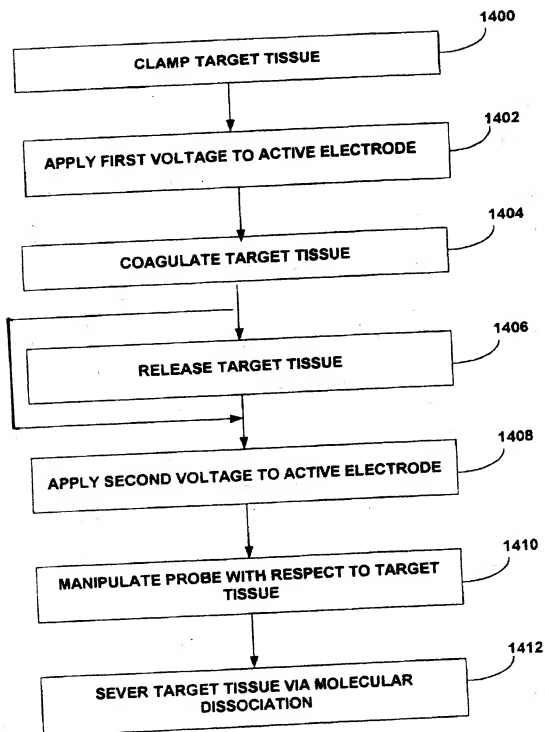 1400
CLAMP TARGET TISSUE
1402
APPLY FIRST VOLTAGE TO ACTIVE ELECTRODE
1404
COAGULATE TARGET TISSUE
1406
RELEASE TARGET TISSUE
1408
APPLY SECOND VOLTAGE TO ACTIVE ELECTRODE
1410
MANIPULATE PROBE WITH RESPECT TO TARGET
TISSUE
1412
SEVER TARGET TISSUE VIA MOLECULAR
DISSOCIATION